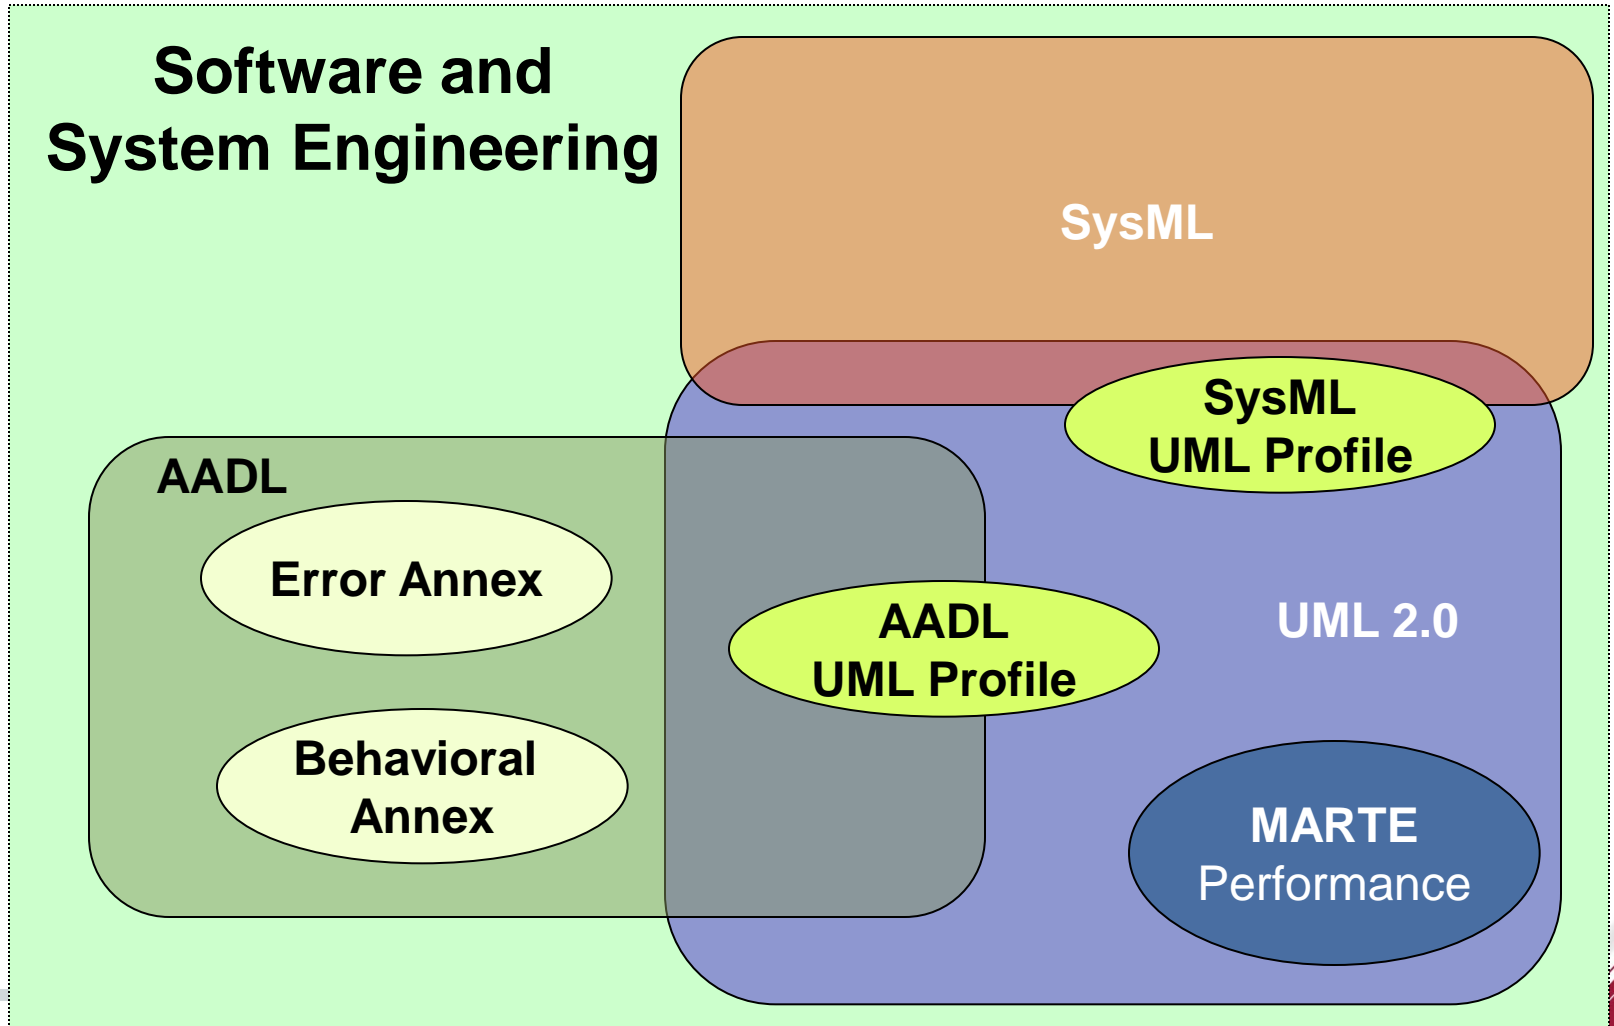 Software and
System Engineering
SysML
SysML
UML Profile
AADL
Error Annex
AADL
UML Profile
UML 2.0
Behavioral
Annex
MARTE
Performance